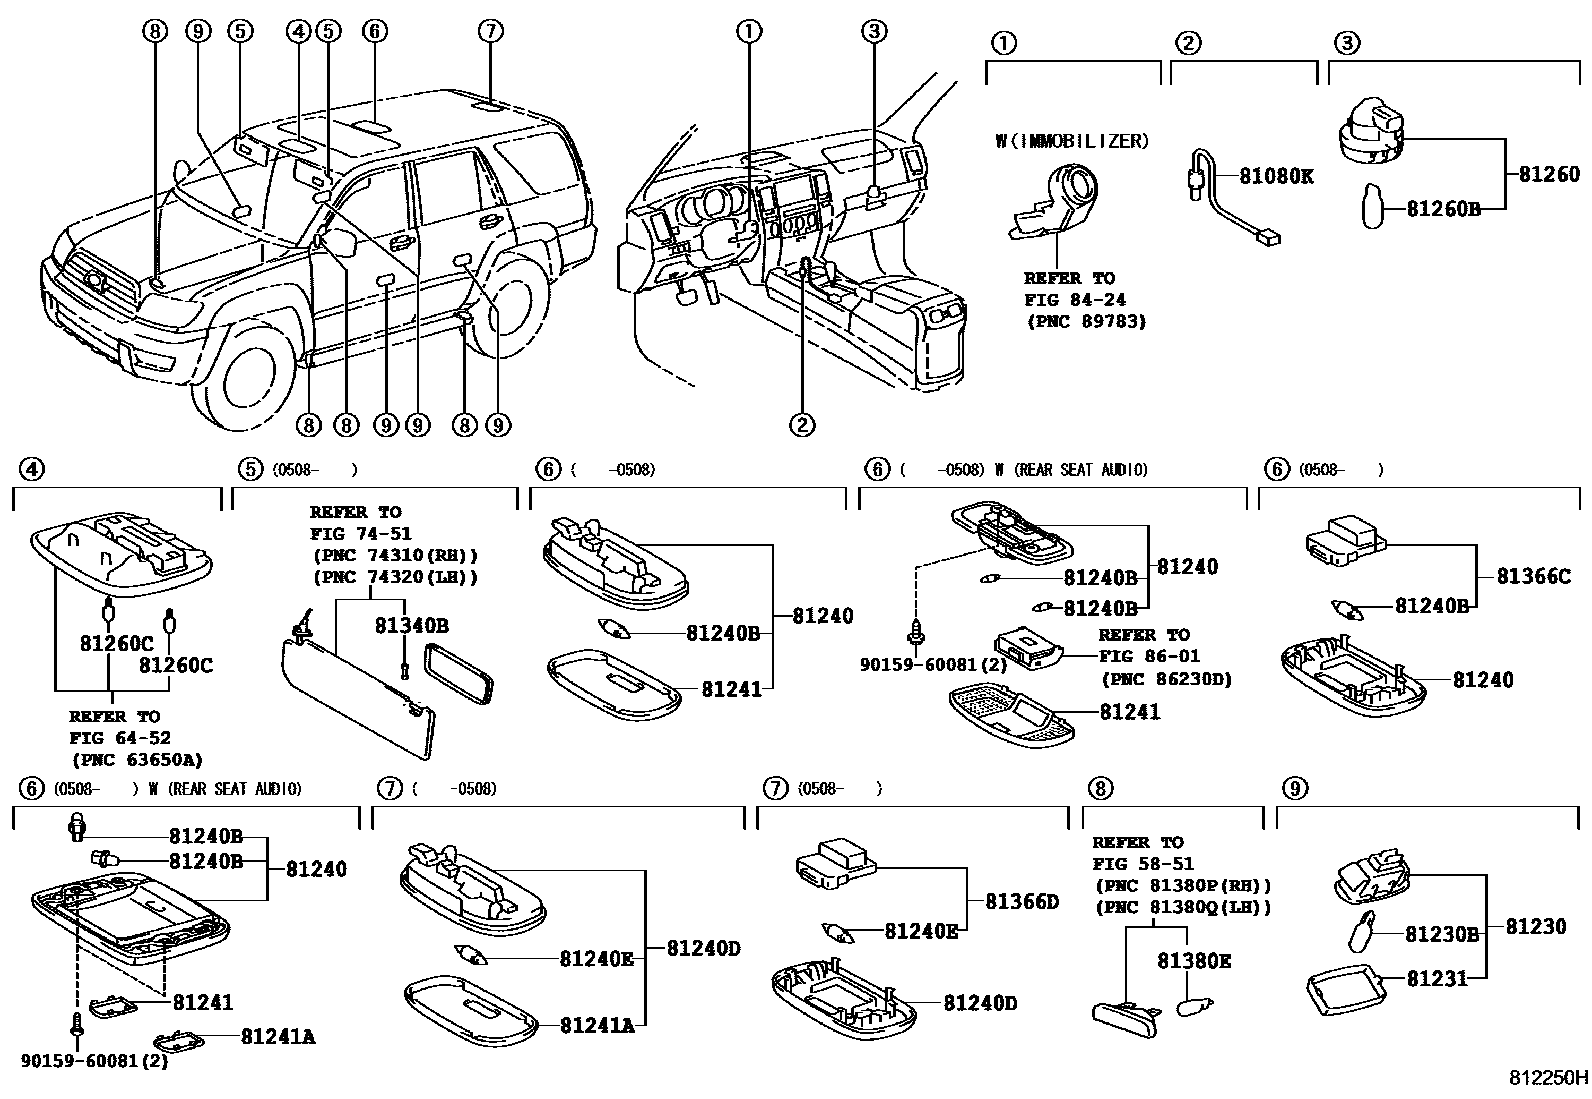 8 9 5 4 5 6 7 1 3
8 8 9 9 8 9 2
1
W(IMMOBILIZER)
REFER TO
FIG 84-24
(PNC 89783)
2
81080K
3
81260
81260B
4
81260C
81260C
REFER TO
FIG 64-52
(PNC 63650A)
5 (0508- )
REFER TO
FIG 74-51
(PNC 74310(RH))
(PNC 74320(LH))
81340B
6 ( -0508)
81240
81240B
81241
6 ( -0508) W (REAR SEAT AUDIO)
81240B
81240
81240B
90159-60081(2)
REFER TO
FIG 86-01
(PNC 86230D)
81241
6 (0508- )
81366C
81240B
81240
6 (0508- ) W (REAR SEAT AUDIO)
81240B
81240B
81240
81241
81241A
90159-60081(2)
7 ( -0508)
81240D
81240E
81241A
7 (0508- )
81366D
81240E
81240D
8
REFER TO
FIG 58-51
(PNC 81380P(RH))
(PNC 81380Q(LH))
81380E
9
81230
81230B
81231
812250H